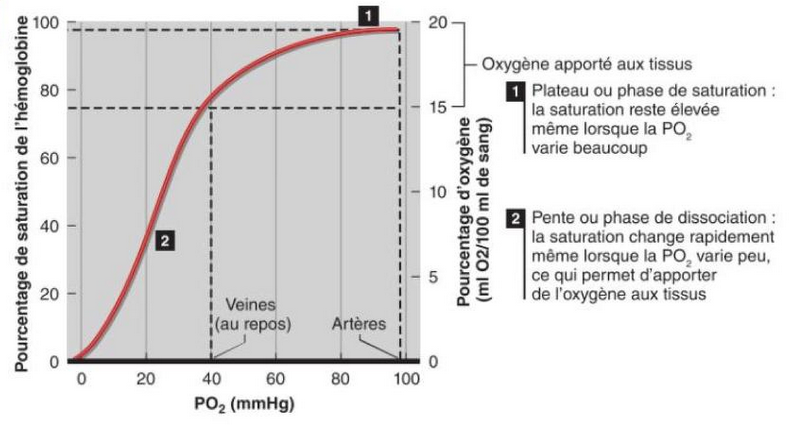 Pourcentage de saturation de l'hémoglobine
100
80
60
40
20
0
1
2
Veines
(au repos)
Artères
0
20
40
60
80
100
PO2 (mmHg)
20
15
10
5
0
Pourcentage d'oxygène
(ml O2/100 ml de sang)
Oxygène apporté aux tissus
1 Plateau ou phase de saturation :
la saturation reste élevée
même lorsque la PO2
varie beaucoup
2 Pente ou phase de dissociation :
la saturation change rapidement
même lorsque la PO2 varie peu,
ce qui permet d'apporter
de l'oxygène aux tissus